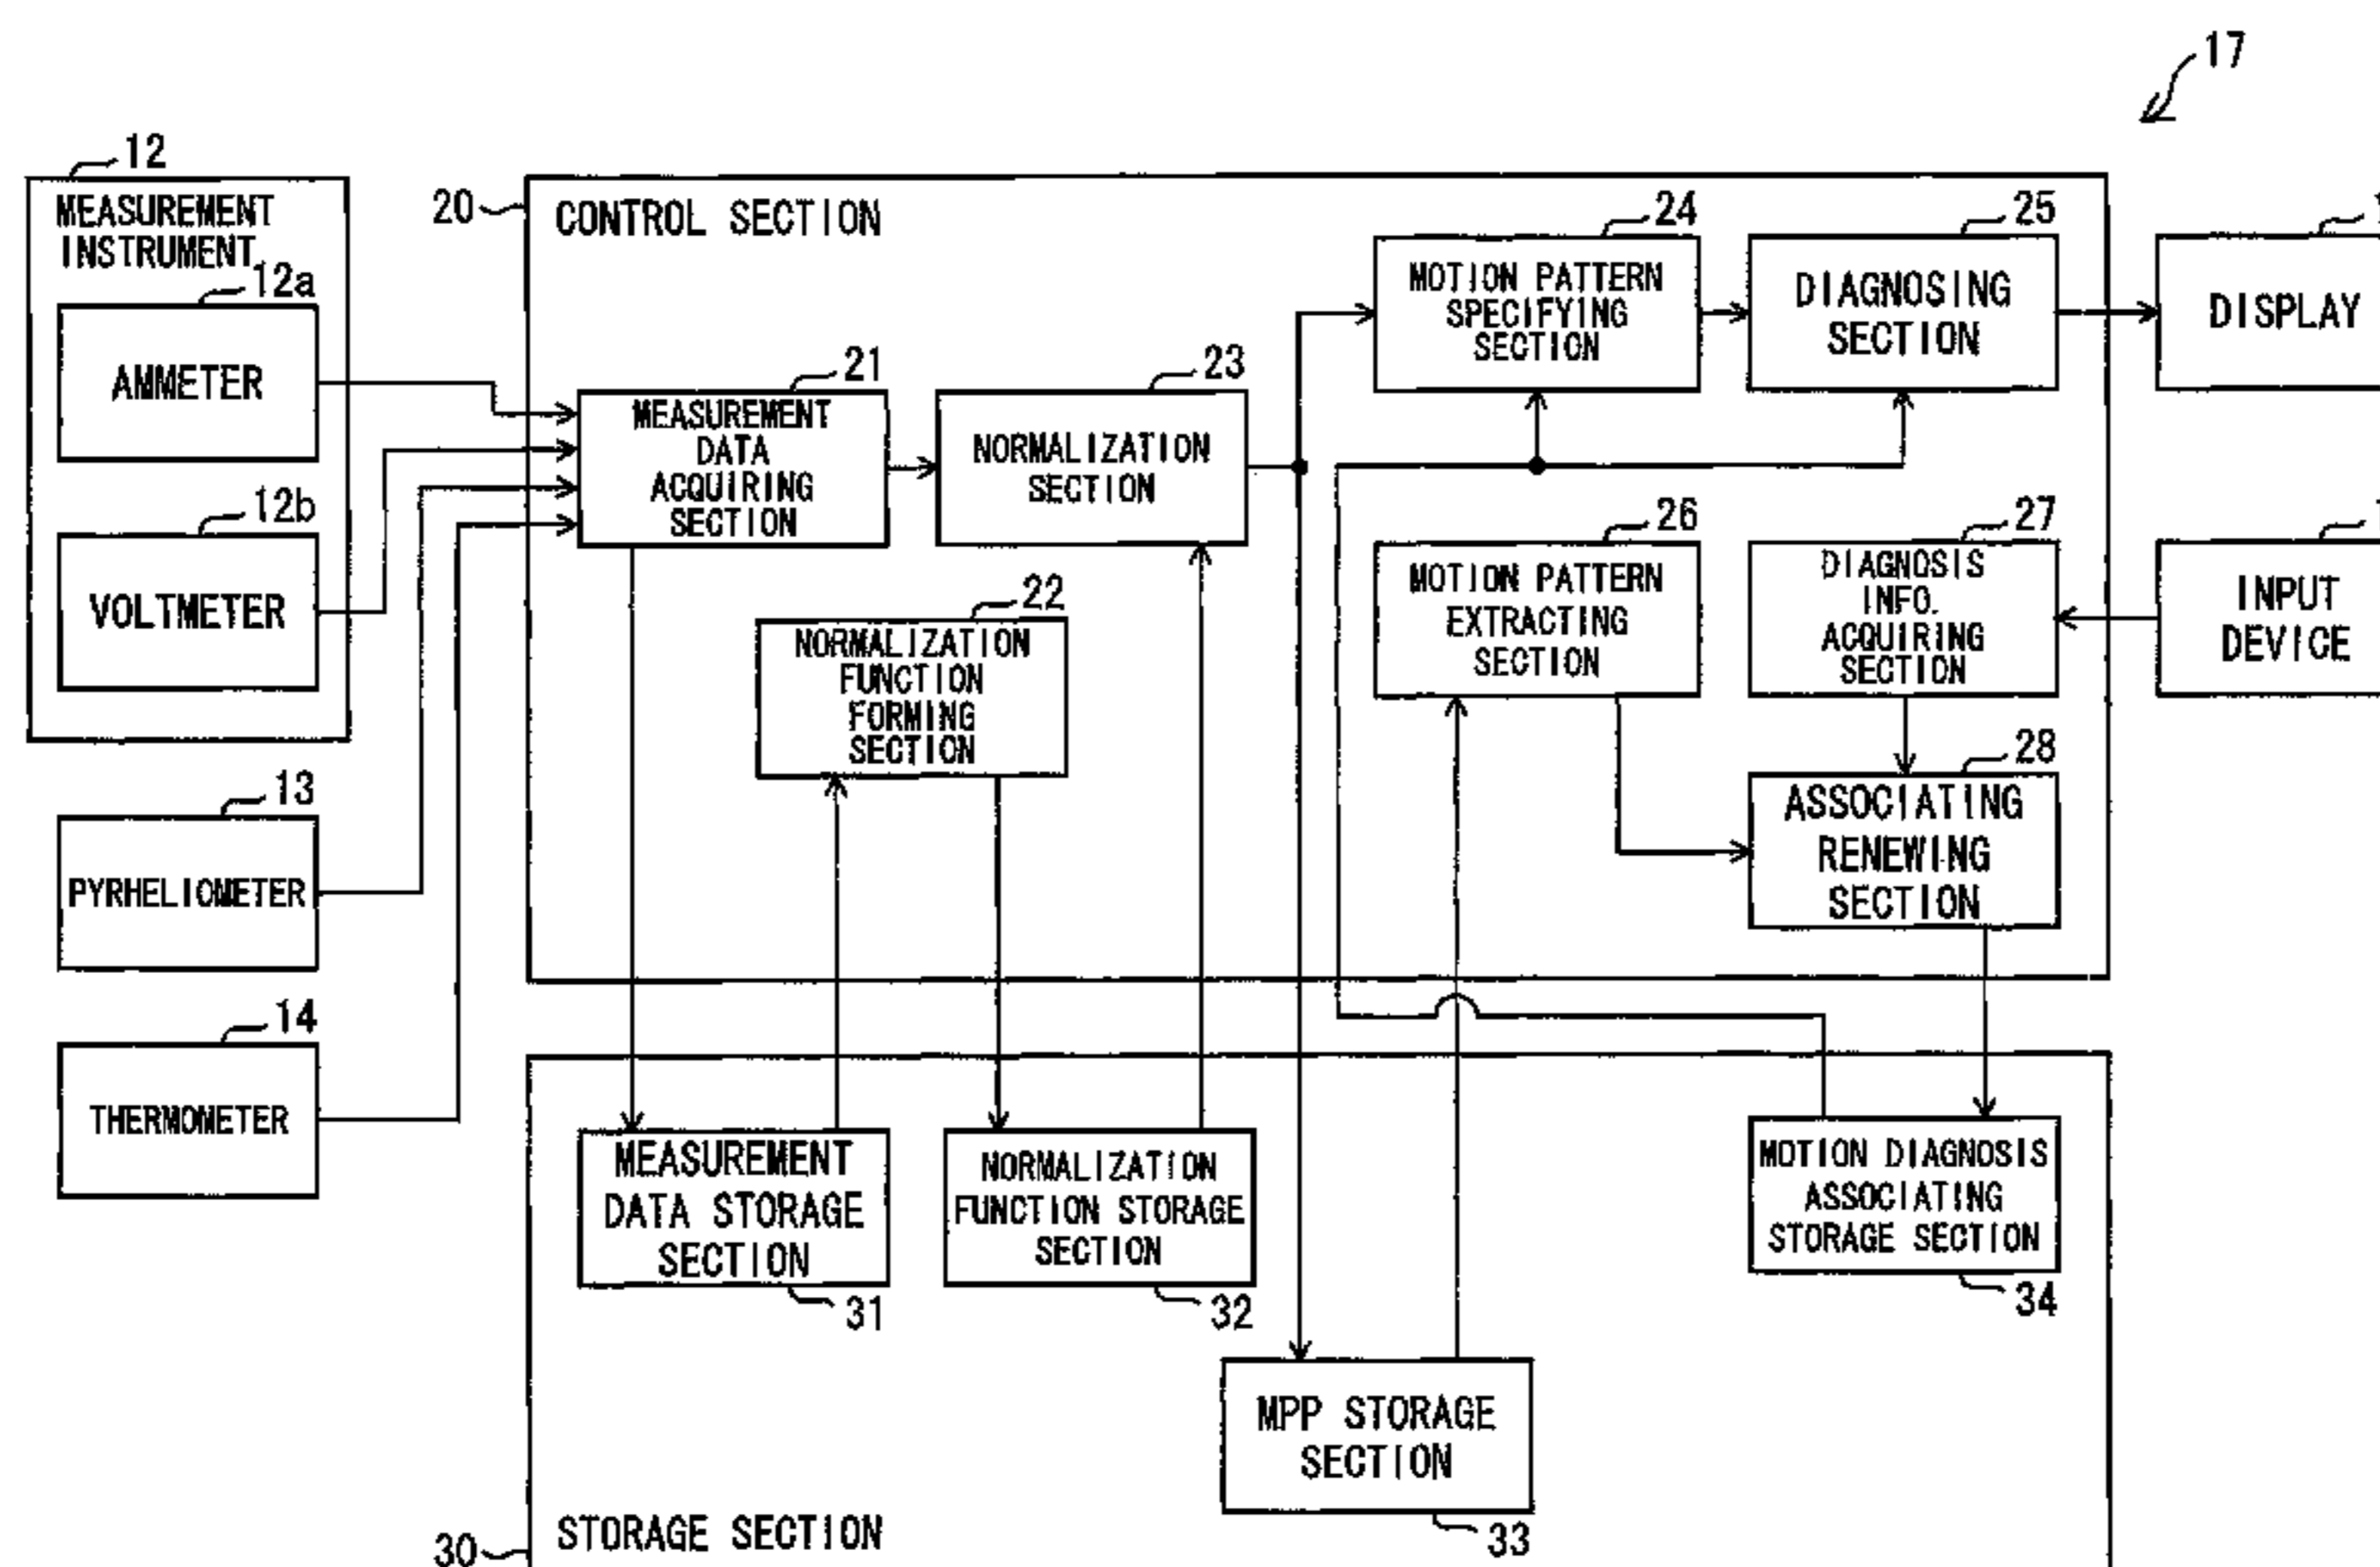 17
12
MEASUREMENT
INSTRUMENT
12a
AMMETER
12b
VOLTMETER
13
PYRHELIOMETER
14
THERMOMETER
20
CONTROL SECTION
21
MEASUREMENT
DATA
ACQUIRING
SECTION
22
NORMALIZATION
FUNCTION
FORMING
SECTION
23
NORMALIZATION
SECTION
24
MOTION PATTERN
SPECIFYING
SECTION
25
DIAGNOSING
SECTION
DISPLAY
26
MOTION PATTERN
EXTRACTING
SECTION
27
DIAGNOSIS
INFO.
ACQUIRING
SECTION
INPUT
DEVICE
28
ASSOCIATING
RENEWING
SECTION
MEASUREMENT
DATA STORAGE
SECTION
31
NORMALIZATION
FUNCTION STORAGE
SECTION
32
MPP STORAGE
SECTION
33
MOTION DIAGNOSIS
ASSOCIATING
STORAGE SECTION
34
30
STORAGE SECTION